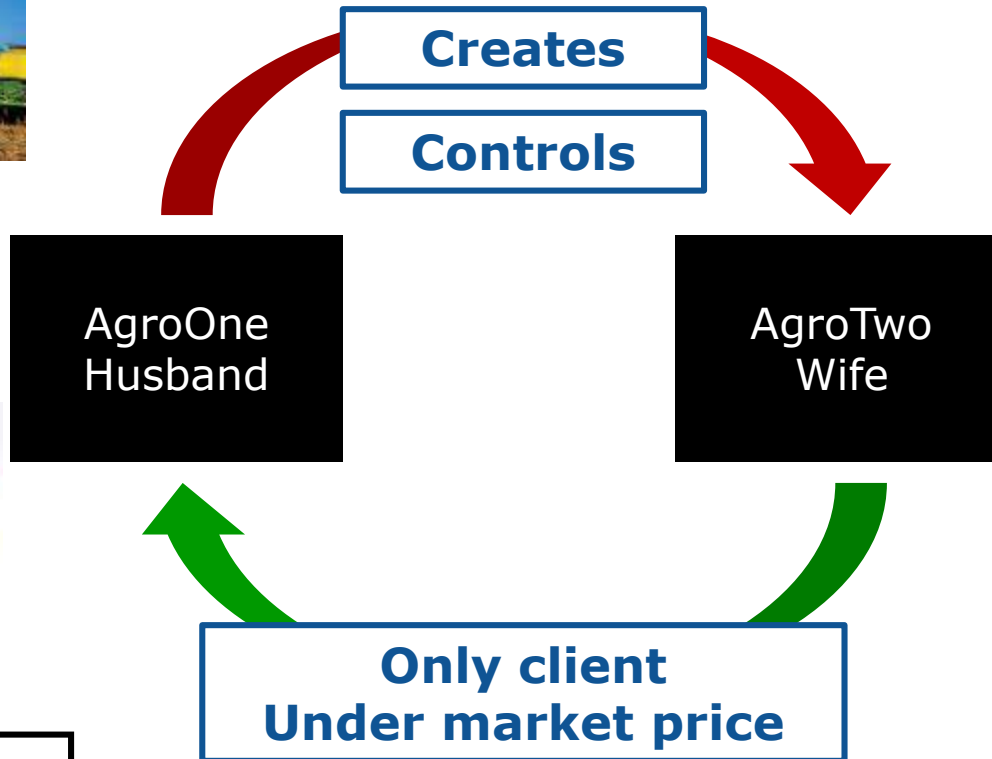 Creates
Controls
AgroOne
Husband
AgroTwo
Wife
Only client
Under market price